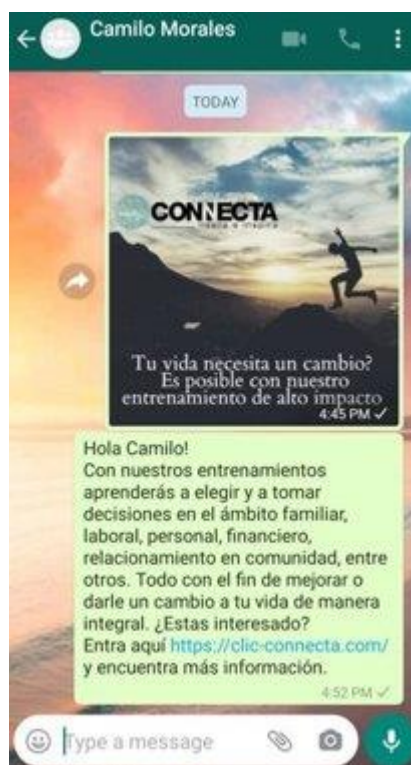 Camilo Morales
TODAY
CONNECTA
Tu vida necesita un cambio?
Es posible con nuestro
entrenamiento de alto impacto
4:45 PM
Hola Camilo!
Con nuestros entrenamientos
aprenderás a elegir y a tomar
decisiones en el ámbito familiar,
laboral, personal, financiero,
relacionamiento en comunidad, entre
otros. Todo con el fin de mejorar o
darle un cambio a tu vida de manera
integral. ¿Estas interesado?
Entra aquí https://clic-connecta.com/
y encuentra más información.
4:52 PM
Type a message